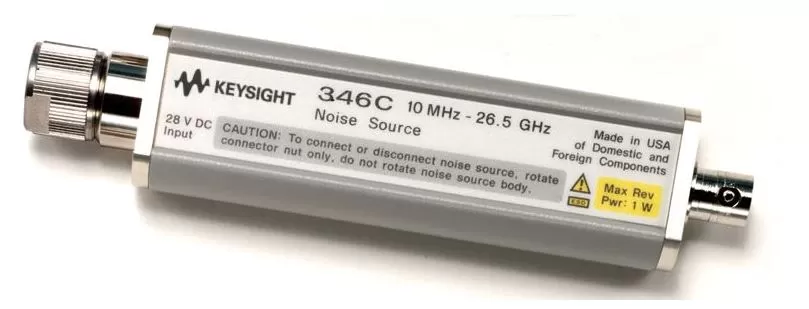 KEYSIGHT 346C 10 MHz - 26.5 GHz
Noise Source
28 V DC
Input
CAUTION: To connect or disconnect noise source, rotate
connector nut only, do not rotate noise source body.
Made in USA
of Domestic and
Foreign Components
ESD
Max Rev
Pwr: 1 W